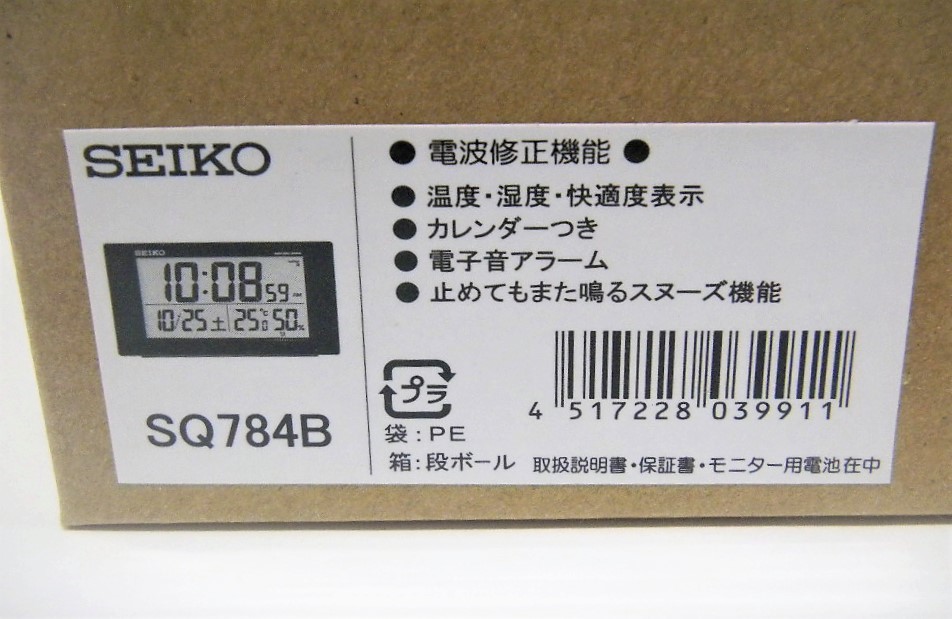 SEIKO
SEIKO
10:08 59
10/25 土 25℃ 50%
SQ784B
● 電波修正機能 ●
● 温度・湿度・快適度表示
● カレンダーつき
● 電子音アラーム
● 止めてもまた鳴るスヌーズ機能
プラ
袋：PE
箱：段ボール
4 517228 039911
取扱説明書・保証書・モニター用電池在中